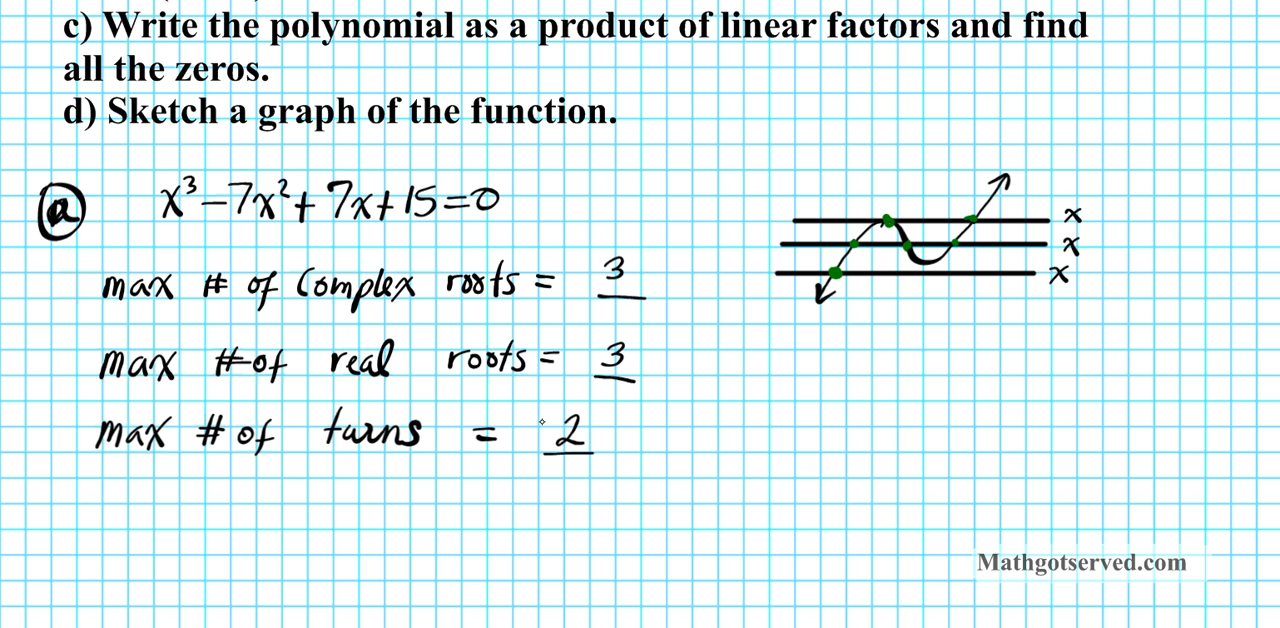 c) Write the polynomial as a product of linear factors and find
all the zeros.
d) Sketch a graph of the function.
(a) x³-7x²+7x+15=0
max # of complex roots = 3
max # of real roots = 3
max # of turns = 2
x
x
x
Mathgotserved.com